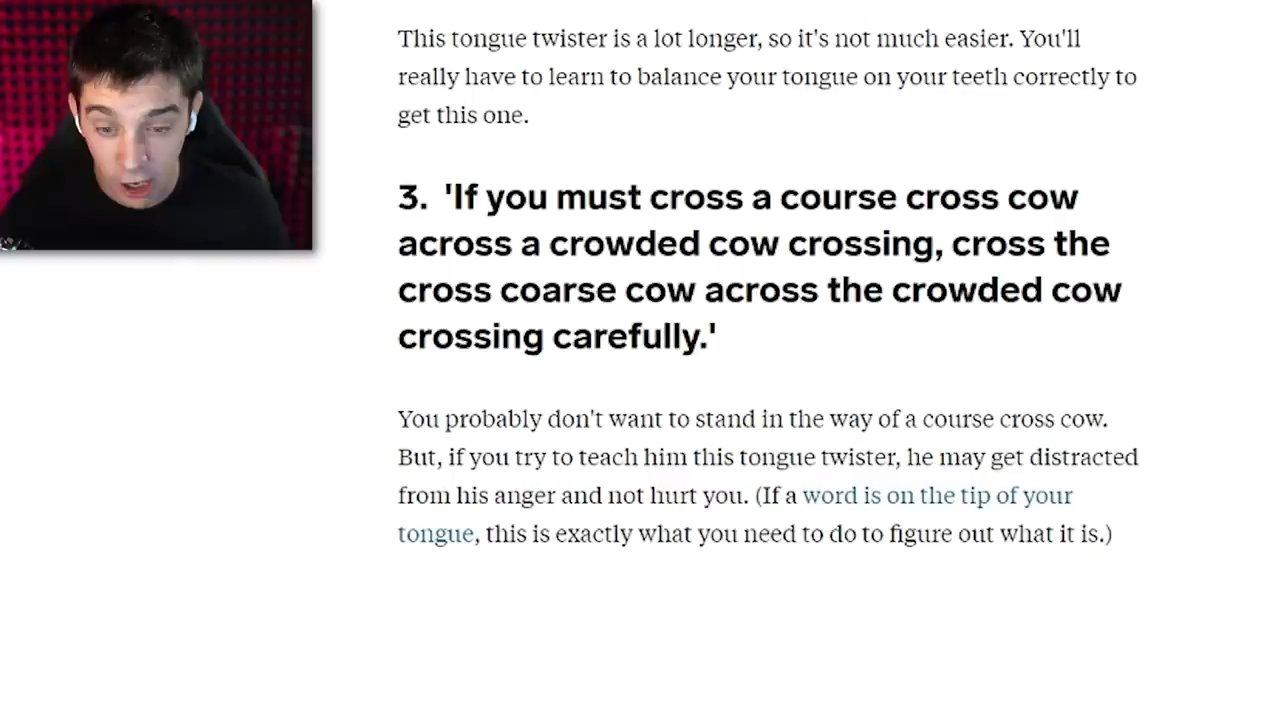 This tongue twister is a lot longer, so it's not much easier. You'll
really have to learn to balance your tongue on your teeth correctly to
get this one.
3. 'If you must cross a course cross cow
across a crowded cow crossing, cross the
cross coarse cow across the crowded cow
crossing carefully.'
You probably don't want to stand in the way of a course cross cow.
But, if you try to teach him this tongue twister, he may get distracted
from his anger and not hurt you. (If a word is on the tip of your
tongue, this is exactly what you need to do to figure out what it is.)